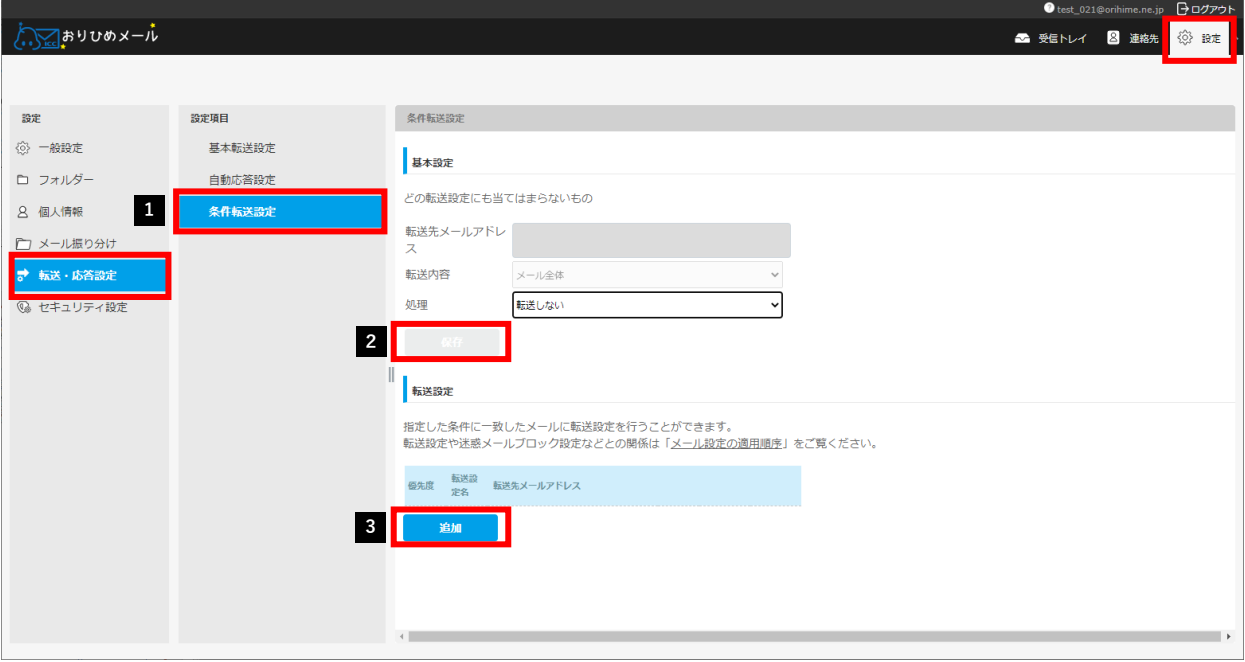 test_021@orihime.ne.jp ログアウト
ICC おりひめメール
受信トレイ 連絡先 設定
設定
一般設定
フォルダー
個人情報
メール振り分け
転送・応答設定
セキュリティ設定
設定項目
基本転送設定
自動応答設定
1 条件転送設定
条件転送設定
基本設定
どの転送設定にも当てはまらないもの
転送先メールアドレ
ス
転送内容 メール全体
処理 転送しない
2 保存
転送設定
指定した条件に一致したメールに転送設定を行うことができます。
転送設定や迷惑メールブロック設定などとの関係は「メール設定の適用順序」をご覧ください。
優先度 転送設
定名 転送先メールアドレス
3 追加